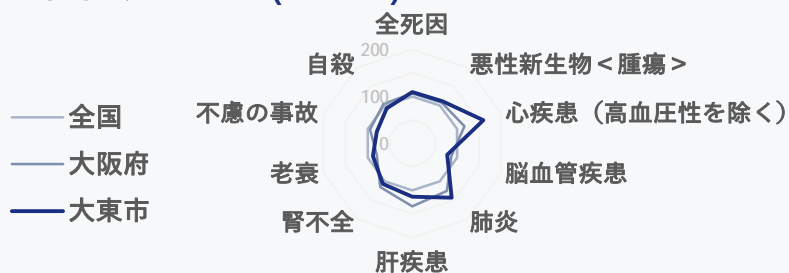 全死因
200
自殺
悪性新生物<腫瘍>
100
不慮の事故
心疾患（高血圧性を除く）
全国
0
大阪府
老衰
脳血管疾患
大東市
腎不全
肺炎
肝疾患